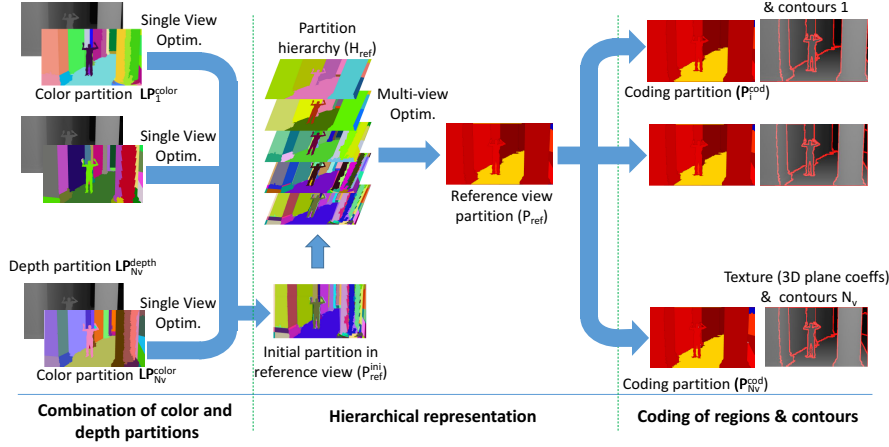 & contours 1
Single View
Optim.
Partition
hierarchy (H_ref)
Color partition LP_1^color
Multi-view
Optim.
Coding partition (P_i^cod)
Single View
Optim.
Reference view
partition (P_ref)
Depth partition LP_Nv^depth
Texture (3D plane coeffs)
& contours N_v
Single View
Optim.
Initial partition in
reference view (P_ref^ini)
Color partition LP_Nv^color
Coding partition (P_Nv^cod)
Combination of color and
depth partitions
Hierarchical representation
Coding of regions & contours